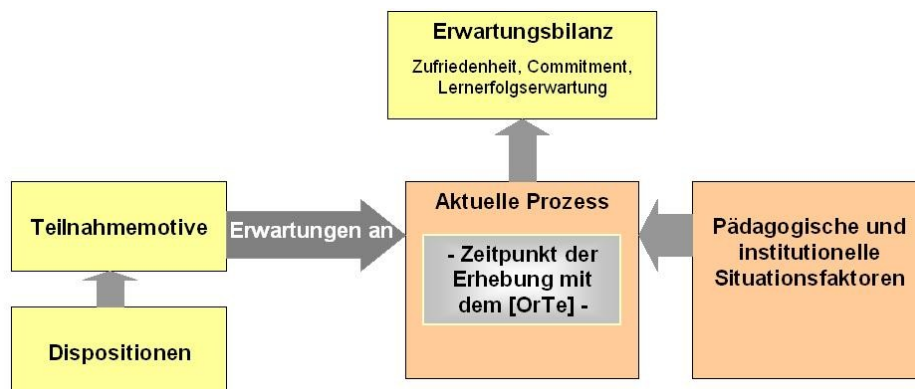 Erwartungsbilanz
Zufriedenheit, Commitment,
Lernerfolgserwartung
Teilnahmemotive
Erwartungen an
Aktuelle Prozess
- Zeitpunkt der
Erhebung mit
dem [OrTe] -
Pädagogische und
institutionelle
Situationsfaktoren
Dispositionen